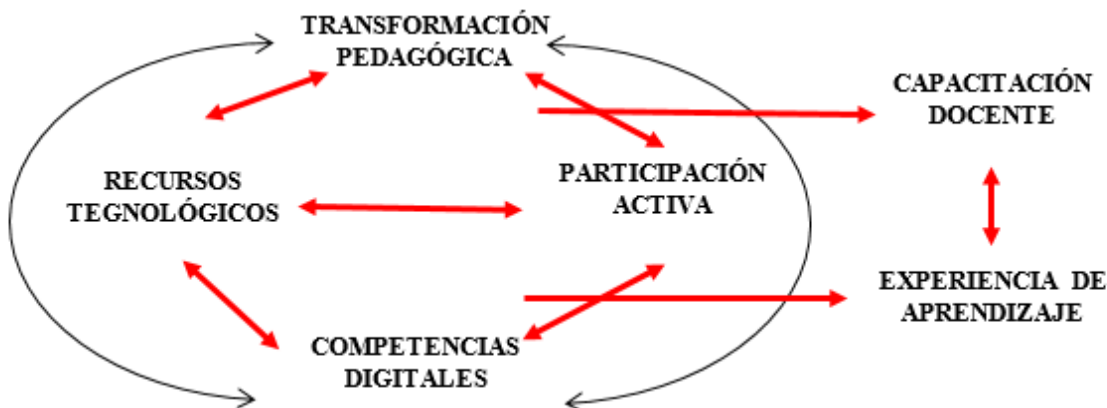 TRANSFORMACIÓN
PEDAGÓGICA
CAPACITACIÓN
DOCENTE
RECURSOS
TEGNOLÓGICOS
PARTICIPACIÓN
ACTIVA
EXPERIENCIA DE
APRENDIZAJE
COMPETENCIAS
DIGITALES